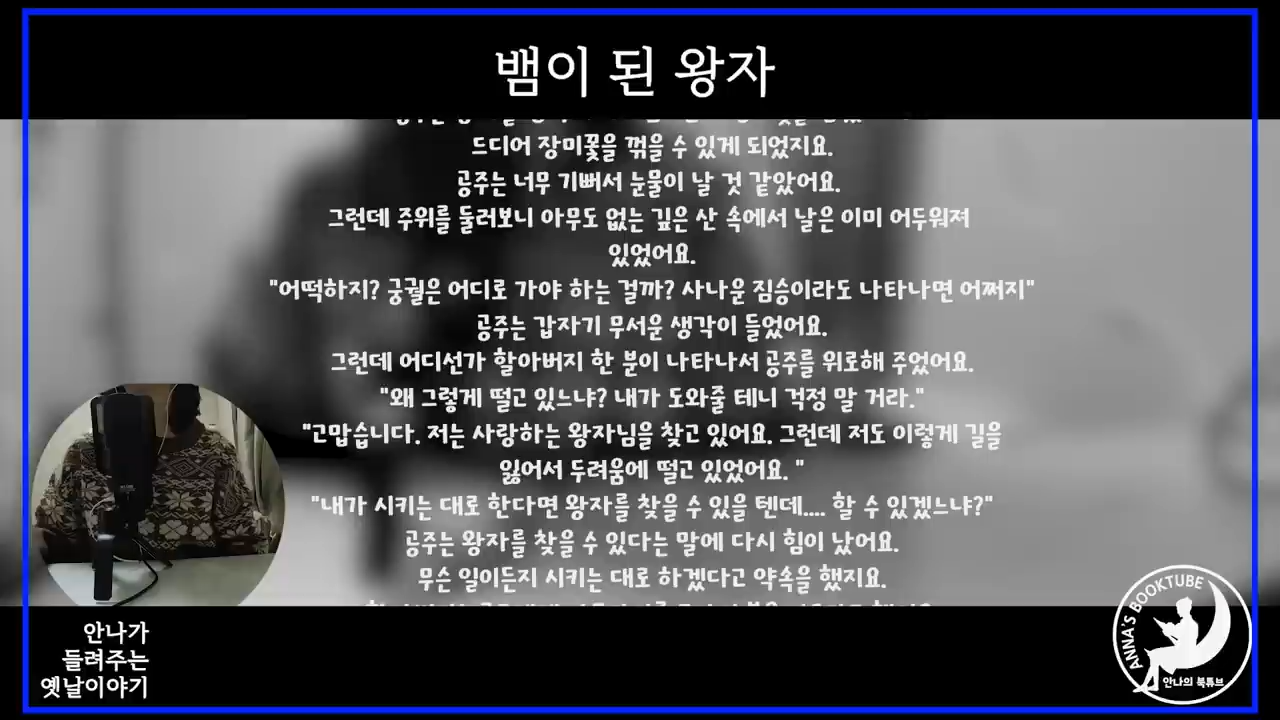 뱀이 된 왕자
드디어 장미꽃을 꺾을 수 있게 되었지요.
공주는 너무 기뻐서 눈물이 날 것 같았어요.
그런데 주위를 둘러보니 아무도 없는 깊은 산 속에서 날은 이미 어두워져
있었어요.
"어떡하지? 궁궐은 어디로 가야 하는 걸까? 사나운 짐승이라도 나타나면 어쩌지"
공주는 갑자기 무서운 생각이 들었어요.
그런데 어디선가 할아버지 한 분이 나타나서 공주를 위로해 주었어요.
"왜 그렇게 떨고 있느냐? 내가 도와줄 테니 걱정 말 거라."
"고맙습니다. 저는 사랑하는 왕자님을 찾고 있어요. 그런데 저도 이렇게 길을
잃어서 두려움에 떨고 있었어요. "
"내가 시키는 대로 한다면 왕자를 찾을 수 있을 텐데.... 할 수 있겠느냐?"
공주는 왕자를 찾을 수 있다는 말에 다시 힘이 났어요.
무슨 일이든지 시키는 대로 하겠다고 약속을 했지요.
안나가
들려주는
옛날이야기
ANNA'S BOOKTUBE
안나의 북튜브